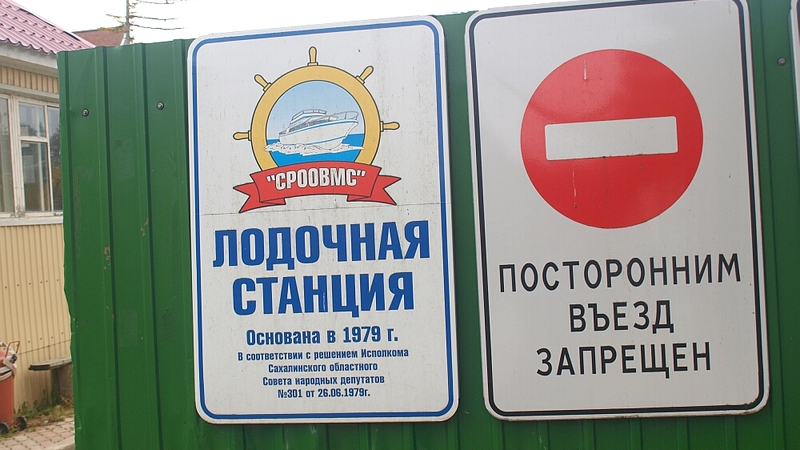 "СРООВМС"
ЛОДОЧНАЯ
СТАНЦИЯ
Основана в 1979 г.
В соответствии с решением Исполкома
Сахалинского областного
Совета народных депутатов
№301 от 26.06.1979г.
ПОСТОРОННИМ
ВЪЕЗД
ЗАПРЕЩЕН